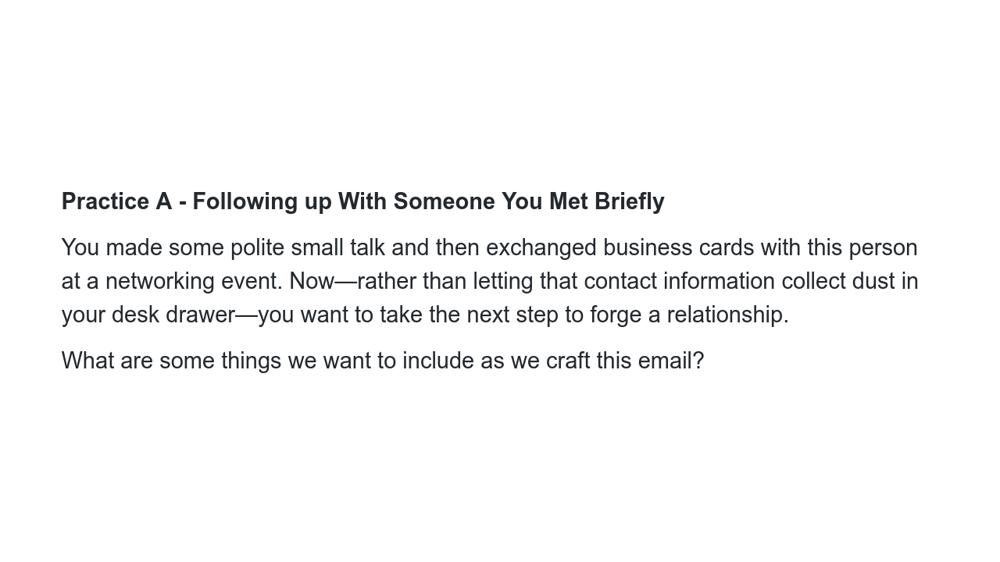 Practice A - Following up With Someone You Met Briefly
You made some polite small talk and then exchanged business cards with this person
at a networking event. Now—rather than letting that contact information collect dust in
your desk drawer—you want to take the next step to forge a relationship.
What are some things we want to include as we craft this email?